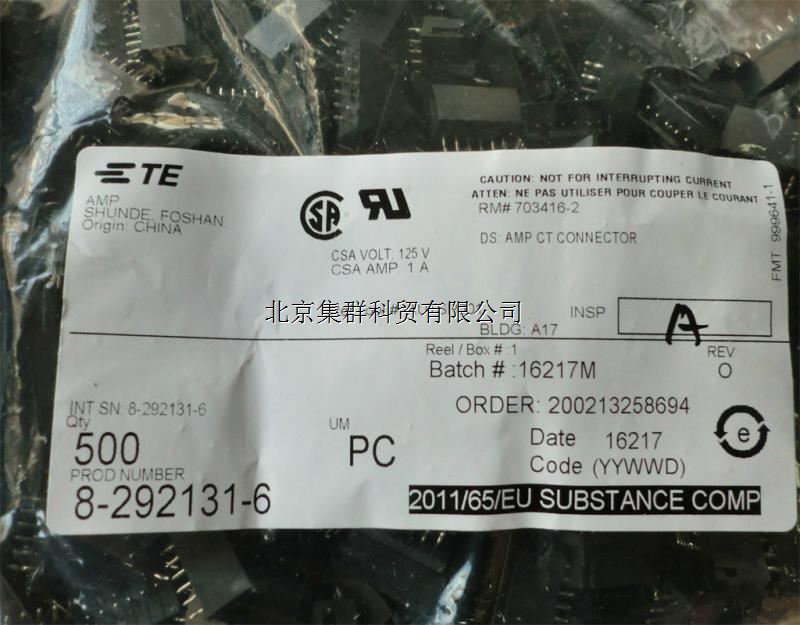 TE
AMP
SHUNDE, FOSHAN
Origin: CHINA
SA
RU
CSA VOLT: 125 V
CSA AMP. 1 A
CAUTION: NOT FOR INTERRUPTING CURRENT
ATTEN: NE PAS UTILISER POUR COUPER LE COURANT
RM# 703416-2
DS: AMP CT CONNECTOR
FMT: 999641-1
北京集群科贸有限公司
BLDG: A17
INSP
A
Reel / Box # :1
Batch # :16217M
REV
O
INT SN: 8-292131-6
Qty
500
UM
PC
ORDER: 200213258694
Date 16217
Code (YYWWD)
e
PROD NUMBER
8-292131-6
2011/65/EU SUBSTANCE COMP